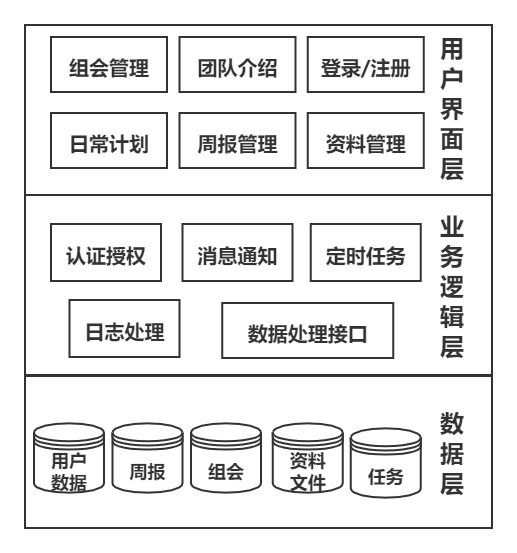 组会管理
团队介绍
登录/注册
日常计划
周报管理
资料管理
用户界面层
认证授权
消息通知
定时任务
日志处理
数据处理接口
业务逻辑层
用户
数据
周报
组会
资料
文件
任务
数据层